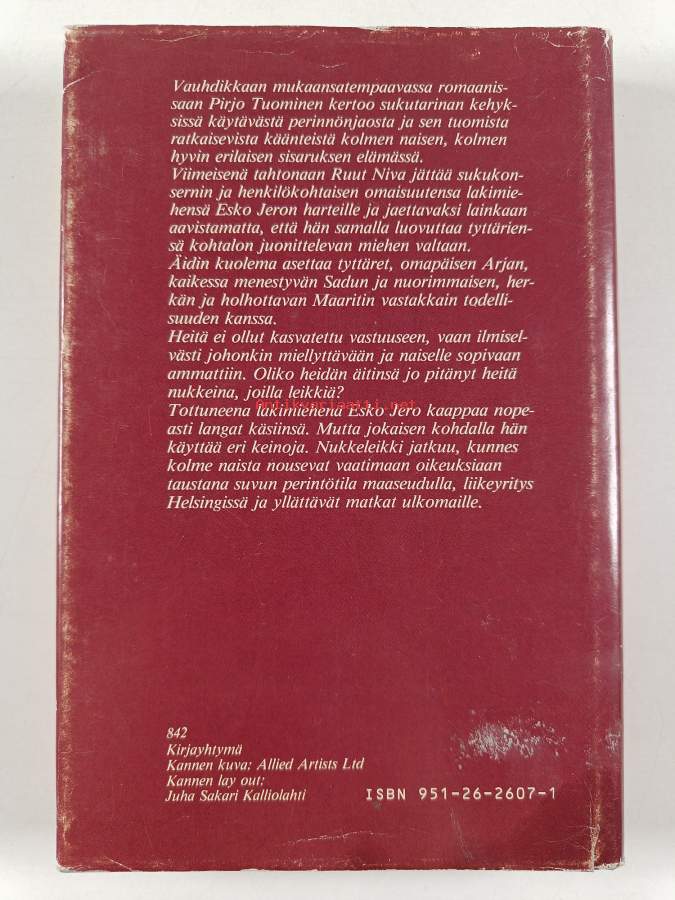 Vauhdikkaan mukaansatempaavassa romaanis-
saan Pirjo Tuominen kertoo sukutarinan kehyk-
sissä käytävästä perinnönjaosta ja sen tuomista
ratkaisevista käänteistä kolmen naisen, kolmen
hyvin erilaisen sisaruksen elämässä.
Viimeisenä tahtonaan Ruut Niva jättää sukukon-
sernin ja henkilökohtaisen omaisuutensa lakimie-
hensä Esko Jeron harteille ja jaettavaksi lainkaan
aavistamatta, että hän samalla luovuttaa tyttärien-
sä kohtalon juonittelevan miehen valtaan.
Äidin kuolema asettaa tyttäret, omapäisen Arjan,
kaikessa menestyvän Sadun ja nuorimmaisen, her-
kän ja holhottavan Maaritin vastakkain todelli-
suuden kanssa.
Heitä ei ollut kasvatettu vastuuseen, vaan ilmisel-
västi johonkin miellyttävään ja naiselle sopivaan
ammattiin. Oliko heidän äitinsä jo pitänyt heitä
nukkeina, joilla leikkiä?
antikvariaatti.net
Tottuneena lakimiehenä Esko Jero kaappaa nope-
asti langat käsiinsä. Mutta jokaisen kohdalla hän
käyttää eri keinoja. Nukkeleikki jatkuu, kunnes
kolme naista nousevat vaatimaan oikeuksiaan
taustana suvun perintötila maaseudulla, liikeyritys
Helsingissä ja yllättävät matkat ulkomaille.
842
Kirjayhtymä
Kannen kuva: Allied Artists Ltd
Kannen lay out:
Juha Sakari Kalliolahti
ISBN 951-26-2607-1